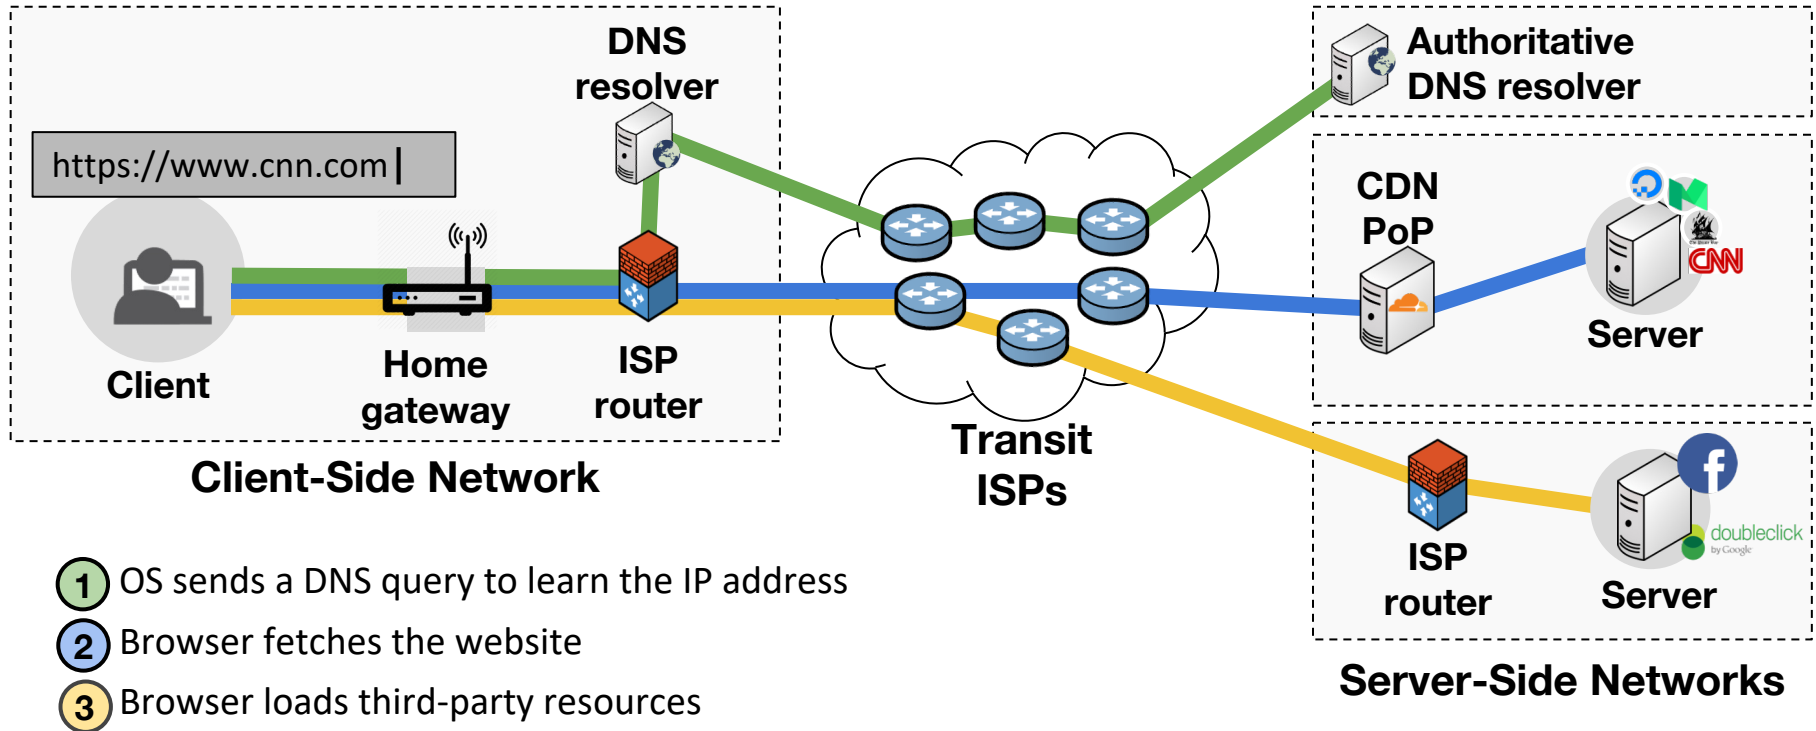 DNS
resolver
https://www.cnn.com
Client
Home
gateway
ISP
router
Client-Side Network
Transit
ISPs
Authoritative
DNS resolver
CDN
PoP
CNN
Server
ISP
router
f
doubleclick
by Google
Server
Server-Side Networks
1 OS sends a DNS query to learn the IP address
2 Browser fetches the website
3 Browser loads third-party resources